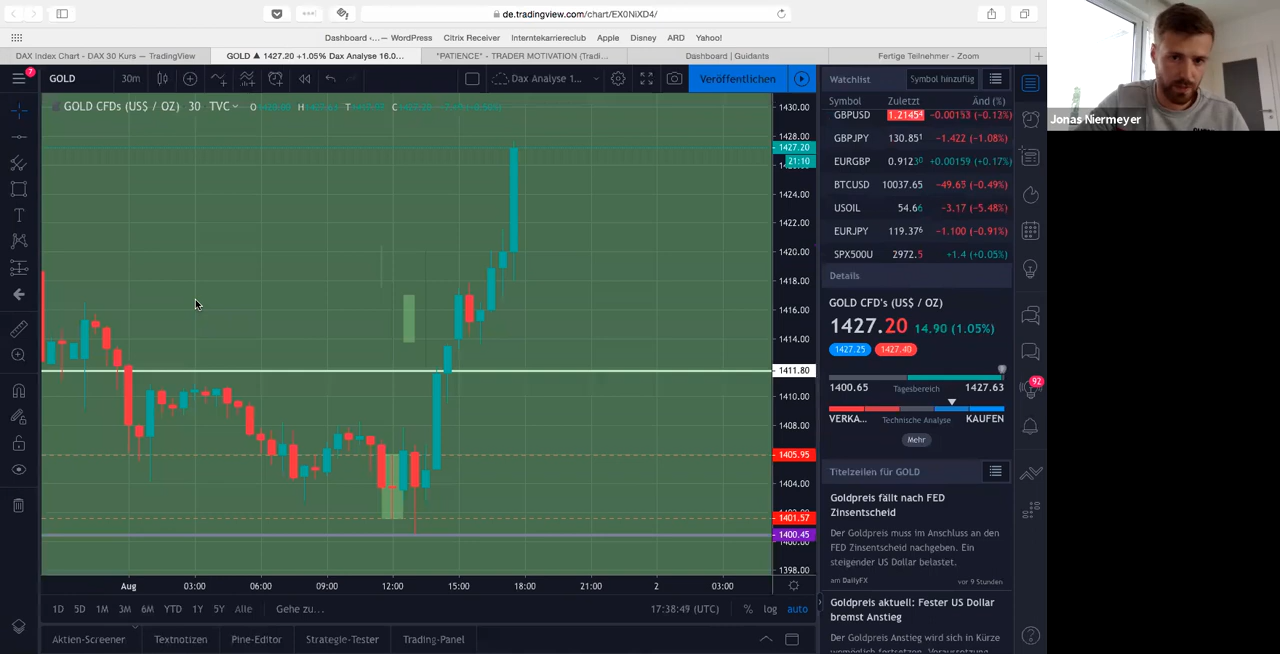 de.tradingview.com/chart/EX0NiXD4/
Dashboard ‹... — WordPress
Citrix Receiver
Interntekarriereclub
Apple
Disney
ARD
Yahoo!
DAX Index Chart - DAX 30 Kurs — TradingView
GOLD ▲ 1427.20 +1.05% Dax Analyse 16.0...
"PATIENCE" - TRADER MOTIVATION (Tradi...
Dashboard | Guidants
Fertige Teilnehmer - Zoom
7
GOLD
30m
Dax Analyse 1...
Veröffentlichen
GOLD CFDs (US$ / OZ)
30
TVC
O
H
T
C
1430.00
1428.00
1427.20
21:10
1424.00
1422.00
1420.00
1418.00
1416.00
1414.00
1411.80
1410.00
1408.00
1405.95
1404.00
1401.57
1400.45
1398.00
Aug
03:00
06:00
09:00
12:00
15:00
18:00
21:00
2
03:00
1D
5D
1M
3M
6M
YTD
1Y
5Y
Alle
Gehe zu...
17:38:49 (UTC)
%
log
auto
Aktien-Screener
Textnotizen
Pine-Editor
Strategie-Tester
Trading-Panel
Watchlist
Symbol hinzufüg
Symbol Zuletzt Änd (%)
GBPUSD 1.21454 −0.00153 (−0.13%)
GBPJPY 130.851 −1.422 (−1.08%)
EURGBP 0.91230 +0.00159 (+0.17%)
BTCUSD 10037.65 −49.65 (−0.49%)
USOIL 54.66 −3.17 (−5.48%)
EURJPY 119.376 −1.100 (−0.91%)
SPX500U 2972.5 +1.4 (+0.05%)
Details
GOLD CFD's (US$ / OZ)
1427.20 14.90 (1.05%)
1427.25
1427.40
1400.65
Tagesbereich
1427.63
VERKA...
Technische Analyse
KAUFEN
Mehr
Titelzeilen für GOLD
Goldpreis fällt nach FED
Zinsentscheid
Der Goldpreis muss im Anschluss an den
FED Zinsentscheid nachgeben. Ein
steigender US Dollar belastet.
am DailyFX
vor 9 Stunden
Goldpreis aktuell: Fester US Dollar
bremst Anstieg
Der Goldpreis Anstieg wird sich in Kürze
92
Jonas Niermeyer